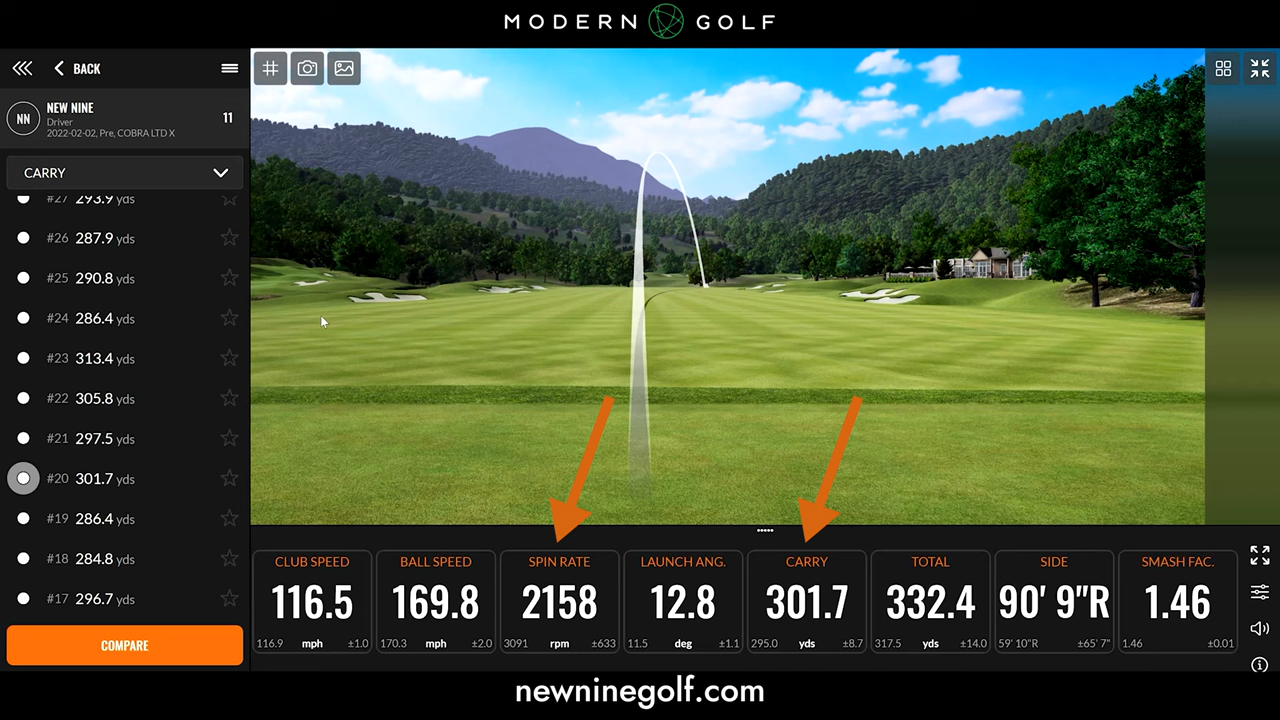 MODERN GOLF
BACK
NN
NEW NINE
Driver
2022-02-02, Pre, COBRA LTD X
11
CARRY
#27 293.9 yds
#26 287.9 yds
#25 290.8 yds
#24 286.4 yds
#23 313.4 yds
#22 305.8 yds
#21 297.5 yds
#20 301.7 yds
#19 286.4 yds
#18 284.8 yds
#17 296.7 yds
COMPARE
CLUB SPEED
116.5
116.9 mph ±1.0
BALL SPEED
169.8
170.3 mph ±2.0
SPIN RATE
2158
3091 rpm ±633
LAUNCH ANG.
12.8
11.5 deg ±1.1
CARRY
301.7
295.0 yds ±8.7
TOTAL
332.4
317.5 yds ±14.0
SIDE
90' 9"R
59' 10"R ±65' 7"
SMASH FAC.
1.46
1.46 ±0.01
newninegolf.com